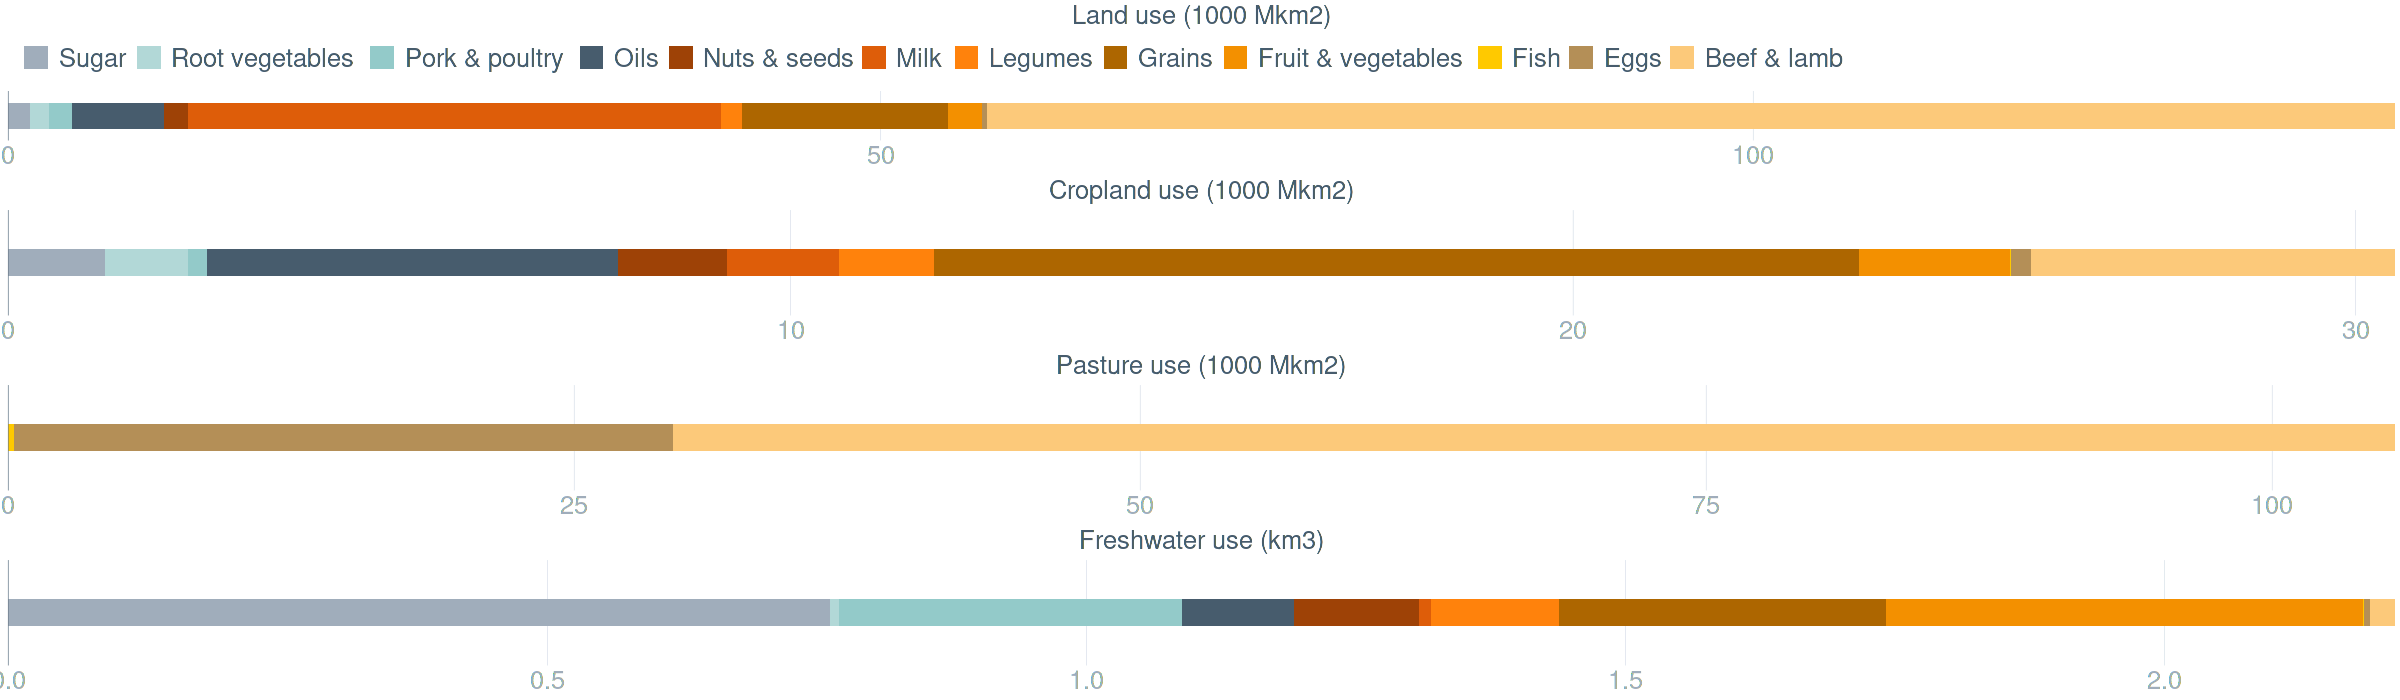 Land use (1000 Mkm2)
Sugar Root vegetables Pork & poultry Oils Nuts & seeds Milk Legumes Grains Fruit & vegetables Fish Eggs Beef & lamb
0 50 100
Cropland use (1000 Mkm2)
0 10 20 30
Pasture use (1000 Mkm2)
0 25 50 75 100
Freshwater use (km3)
0.0 0.5 1.0 1.5 2.0